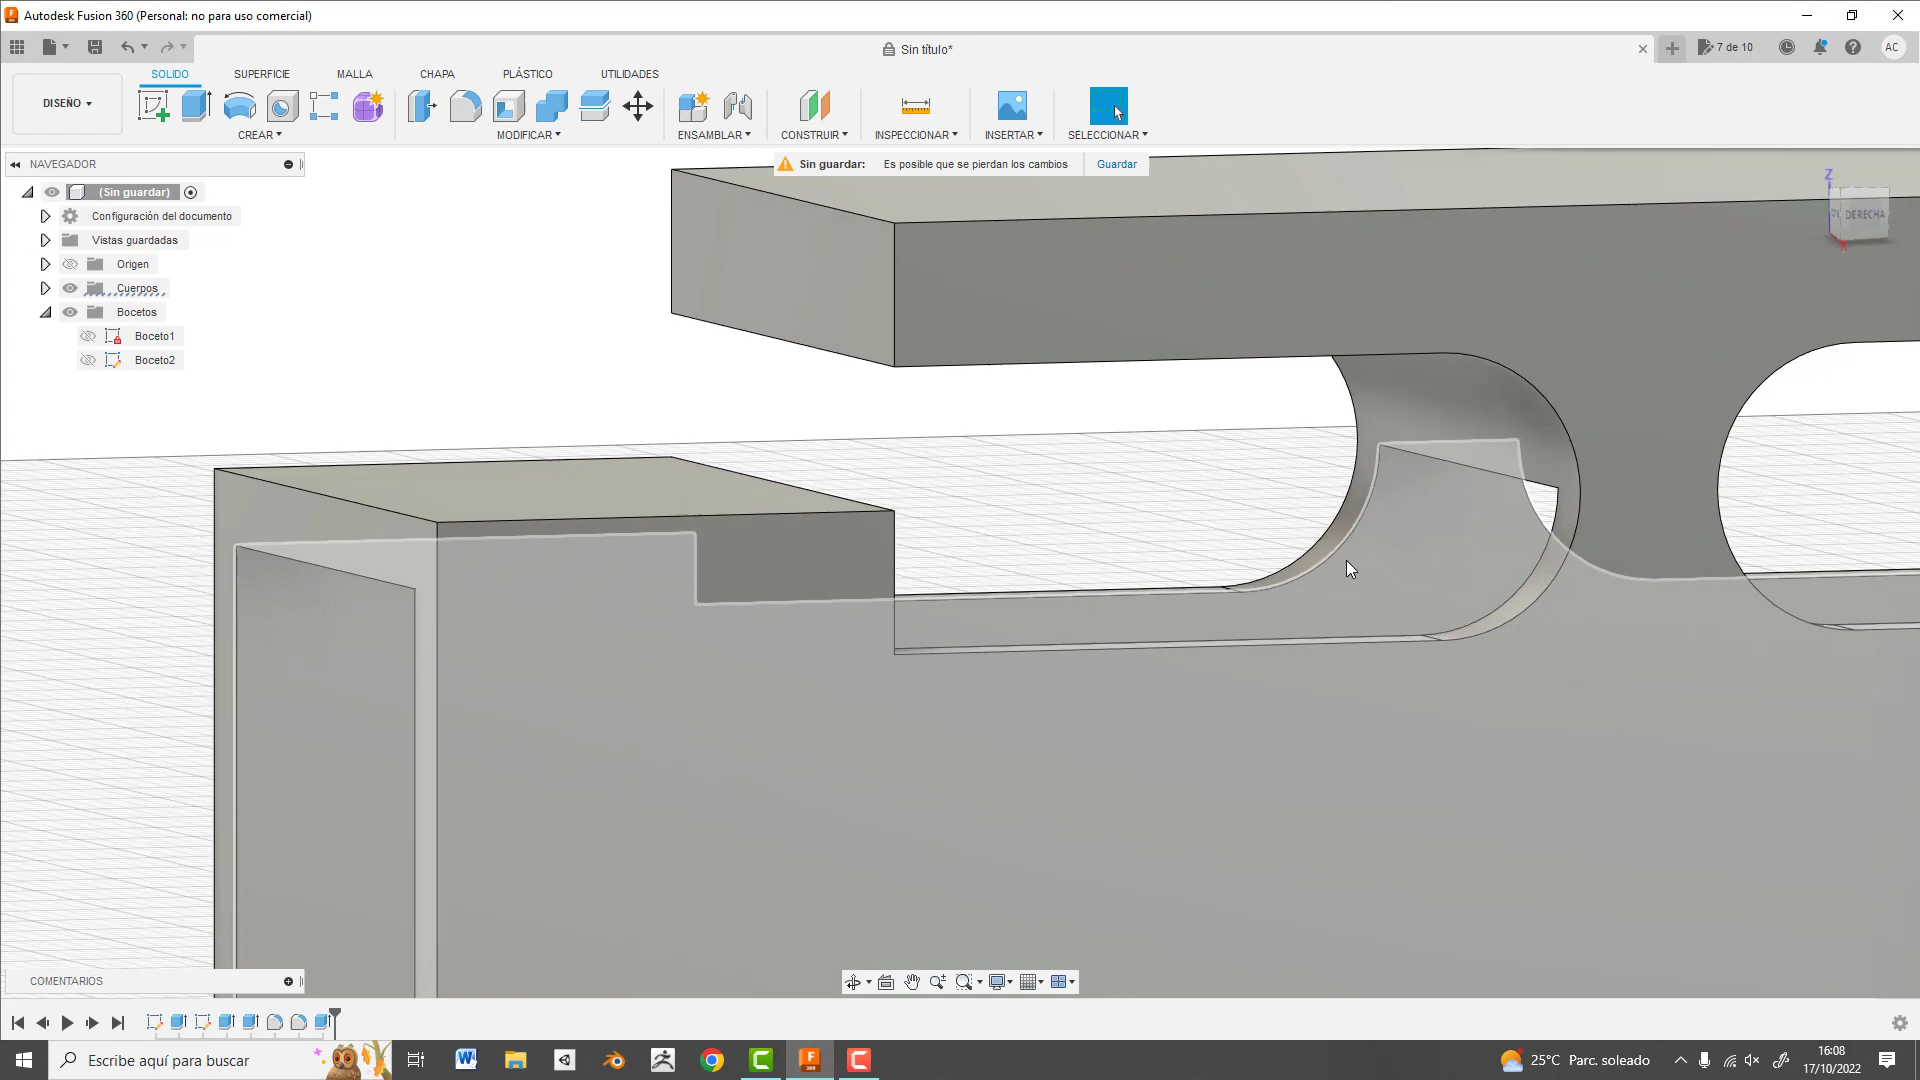 Autodesk Fusion 360 (Personal: no para uso comercial)
Sin título*
7 de 10
AC
DISEÑO
SOLIDO
SUPERFICIE
MALLA
CHAPA
PLÁSTICO
UTILIDADES
CREAR
MODIFICAR
ENSAMBLAR
CONSTRUIR
INSPECCIONAR
INSERTAR
SELECCIONAR
NAVEGADOR
Sin guardar:
Es posible que se pierdan los cambios
Guardar
(Sin guardar)
Configuración del documento
Vistas guardadas
Origen
Cuerpos
Bocetos
Boceto1
Boceto2
Z
DERECHA
X
COMENTARIOS
Escribe aquí para buscar
25°C
Parc. soleado
16:08
17/10/2022